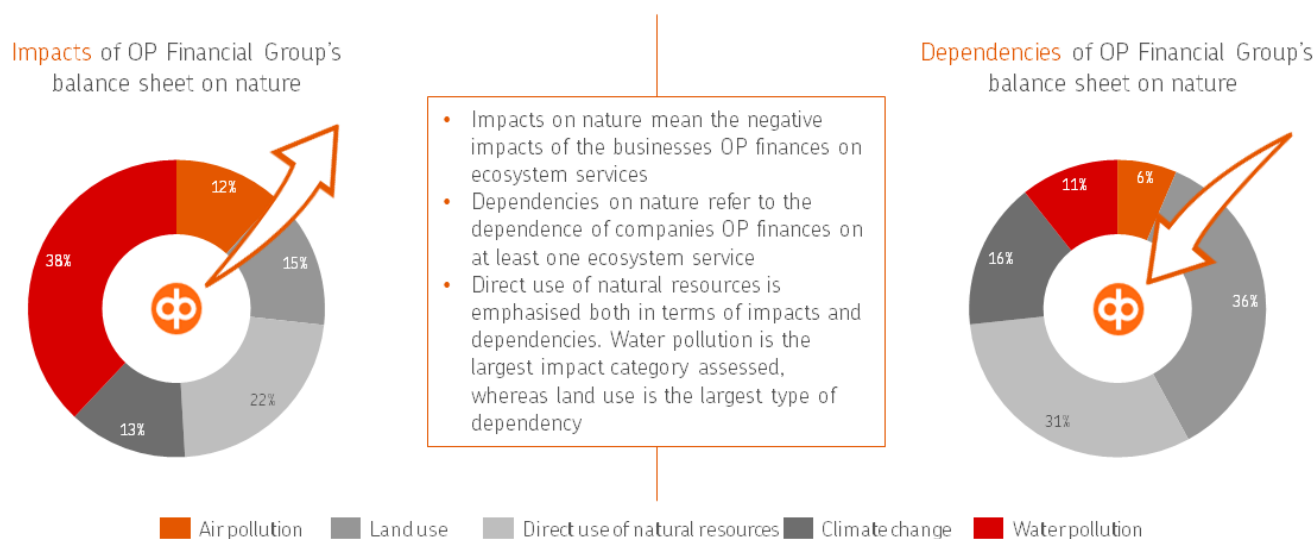 Impacts of OP Financial Group's
balance sheet on nature
12%
15%
22%
13%
38%
• Impacts on nature mean the negative
impacts of the businesses OP finances on
ecosystem services
• Dependencies on nature refer to the
dependence of companies OP finances on
at least one ecosystem service
• Direct use of natural resources is
emphasised both in terms of impacts and
dependencies. Water pollution is the
largest impact category assessed,
whereas land use is the largest type of
dependency
Dependencies of OP Financial Group's
balance sheet on nature
6%
36%
31%
16%
11%
Air pollution
Land use
Direct use of natural resources
Climate change
Water pollution